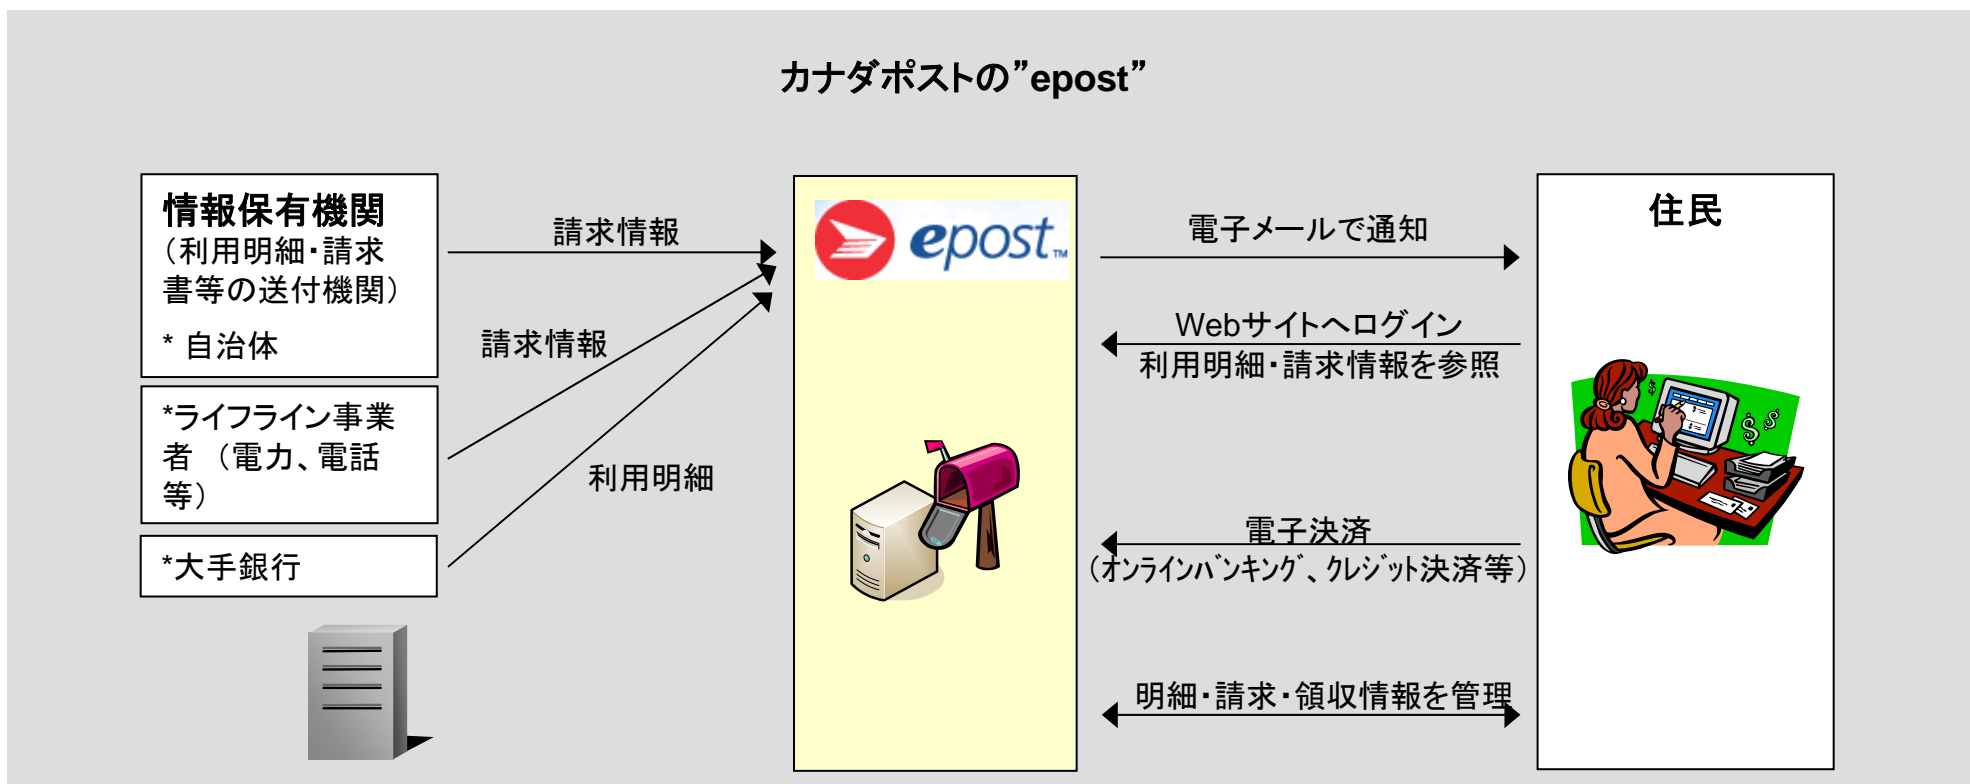 カナダポストの”epost”
情報保有機関
（利用明細・請求
書等の送付機関）
* 自治体
*ライフライン事業
者　（電力、電話
等）
*大手銀行
請求情報
請求情報
利用明細
epost™
電子メールで通知
Webサイトへログイン
利用明細・請求情報を参照
電子決済
（ｵﾝﾗｲﾝﾊﾞﾝｷﾝｸﾞ、ｸﾚｼﾞｯﾄ決済等）
明細・請求・領収情報を管理
住民